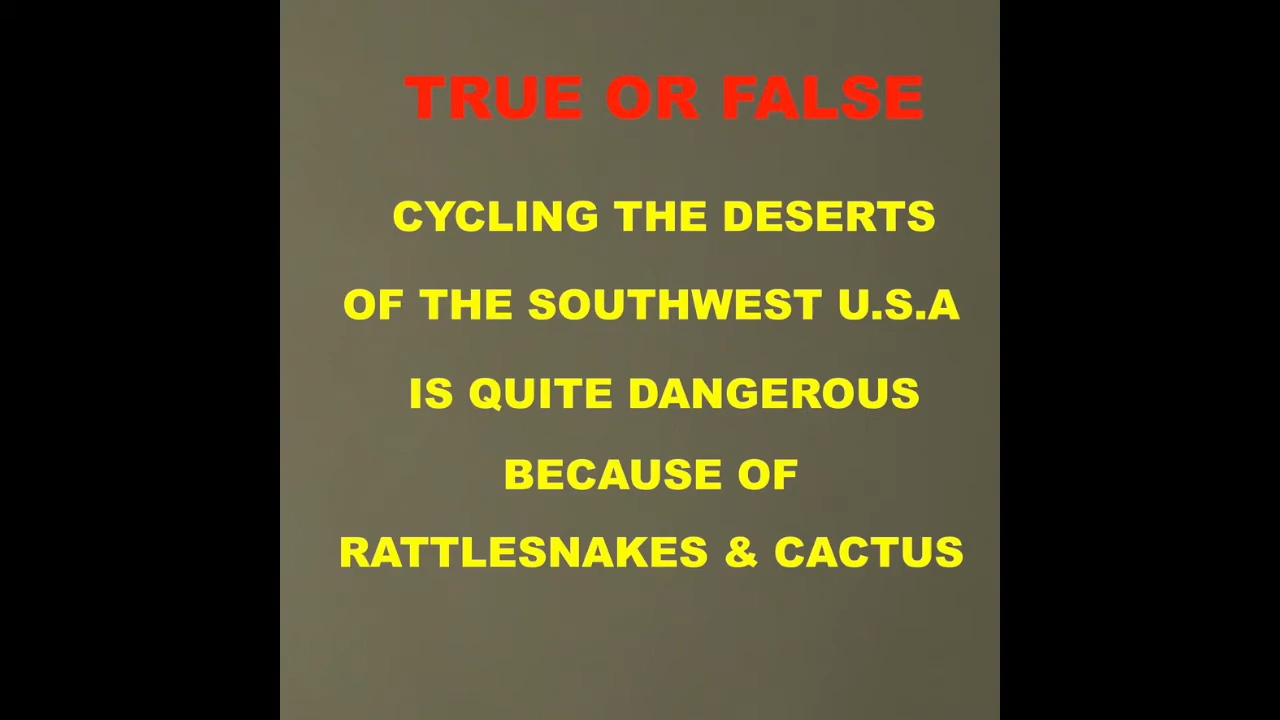 TRUE OR FALSE
CYCLING THE DESERTS
OF THE SOUTHWEST U.S.A
IS QUITE DANGEROUS
BECAUSE OF
RATTLESNAKES & CACTUS